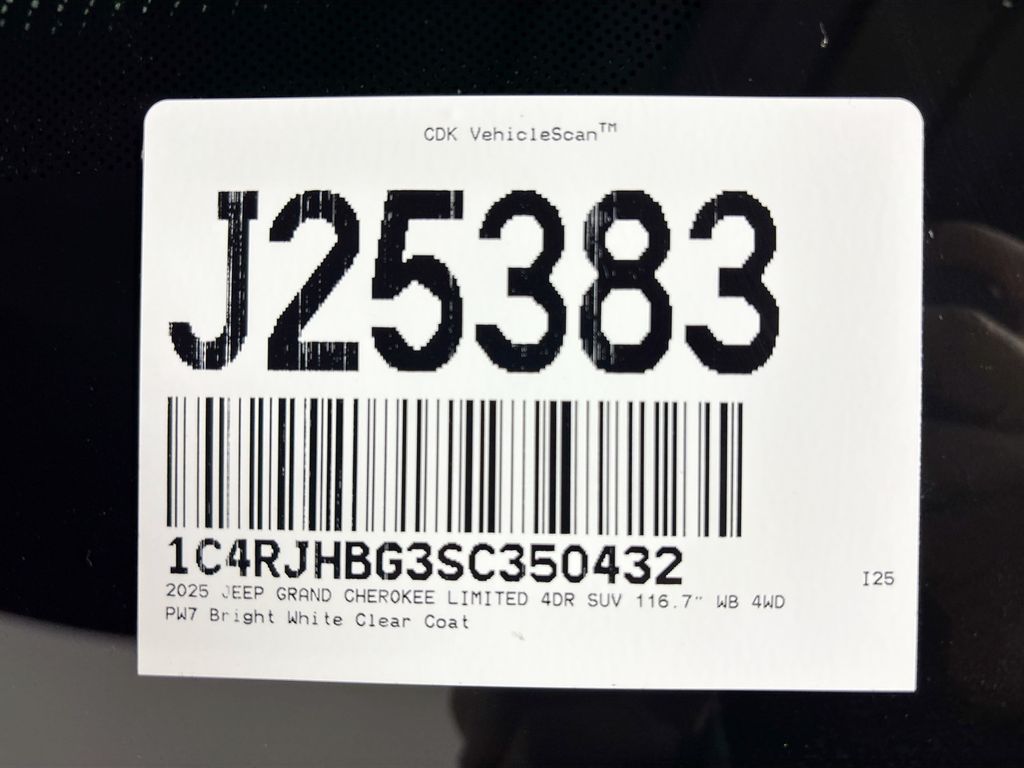 CDK VehicleScan™
J25383
1C4RJHBG3SC350432
I25
2025 JEEP GRAND CHEROKEE LIMITED 4DR SUV 116.7" WB 4WD
PW7 Bright White Clear Coat